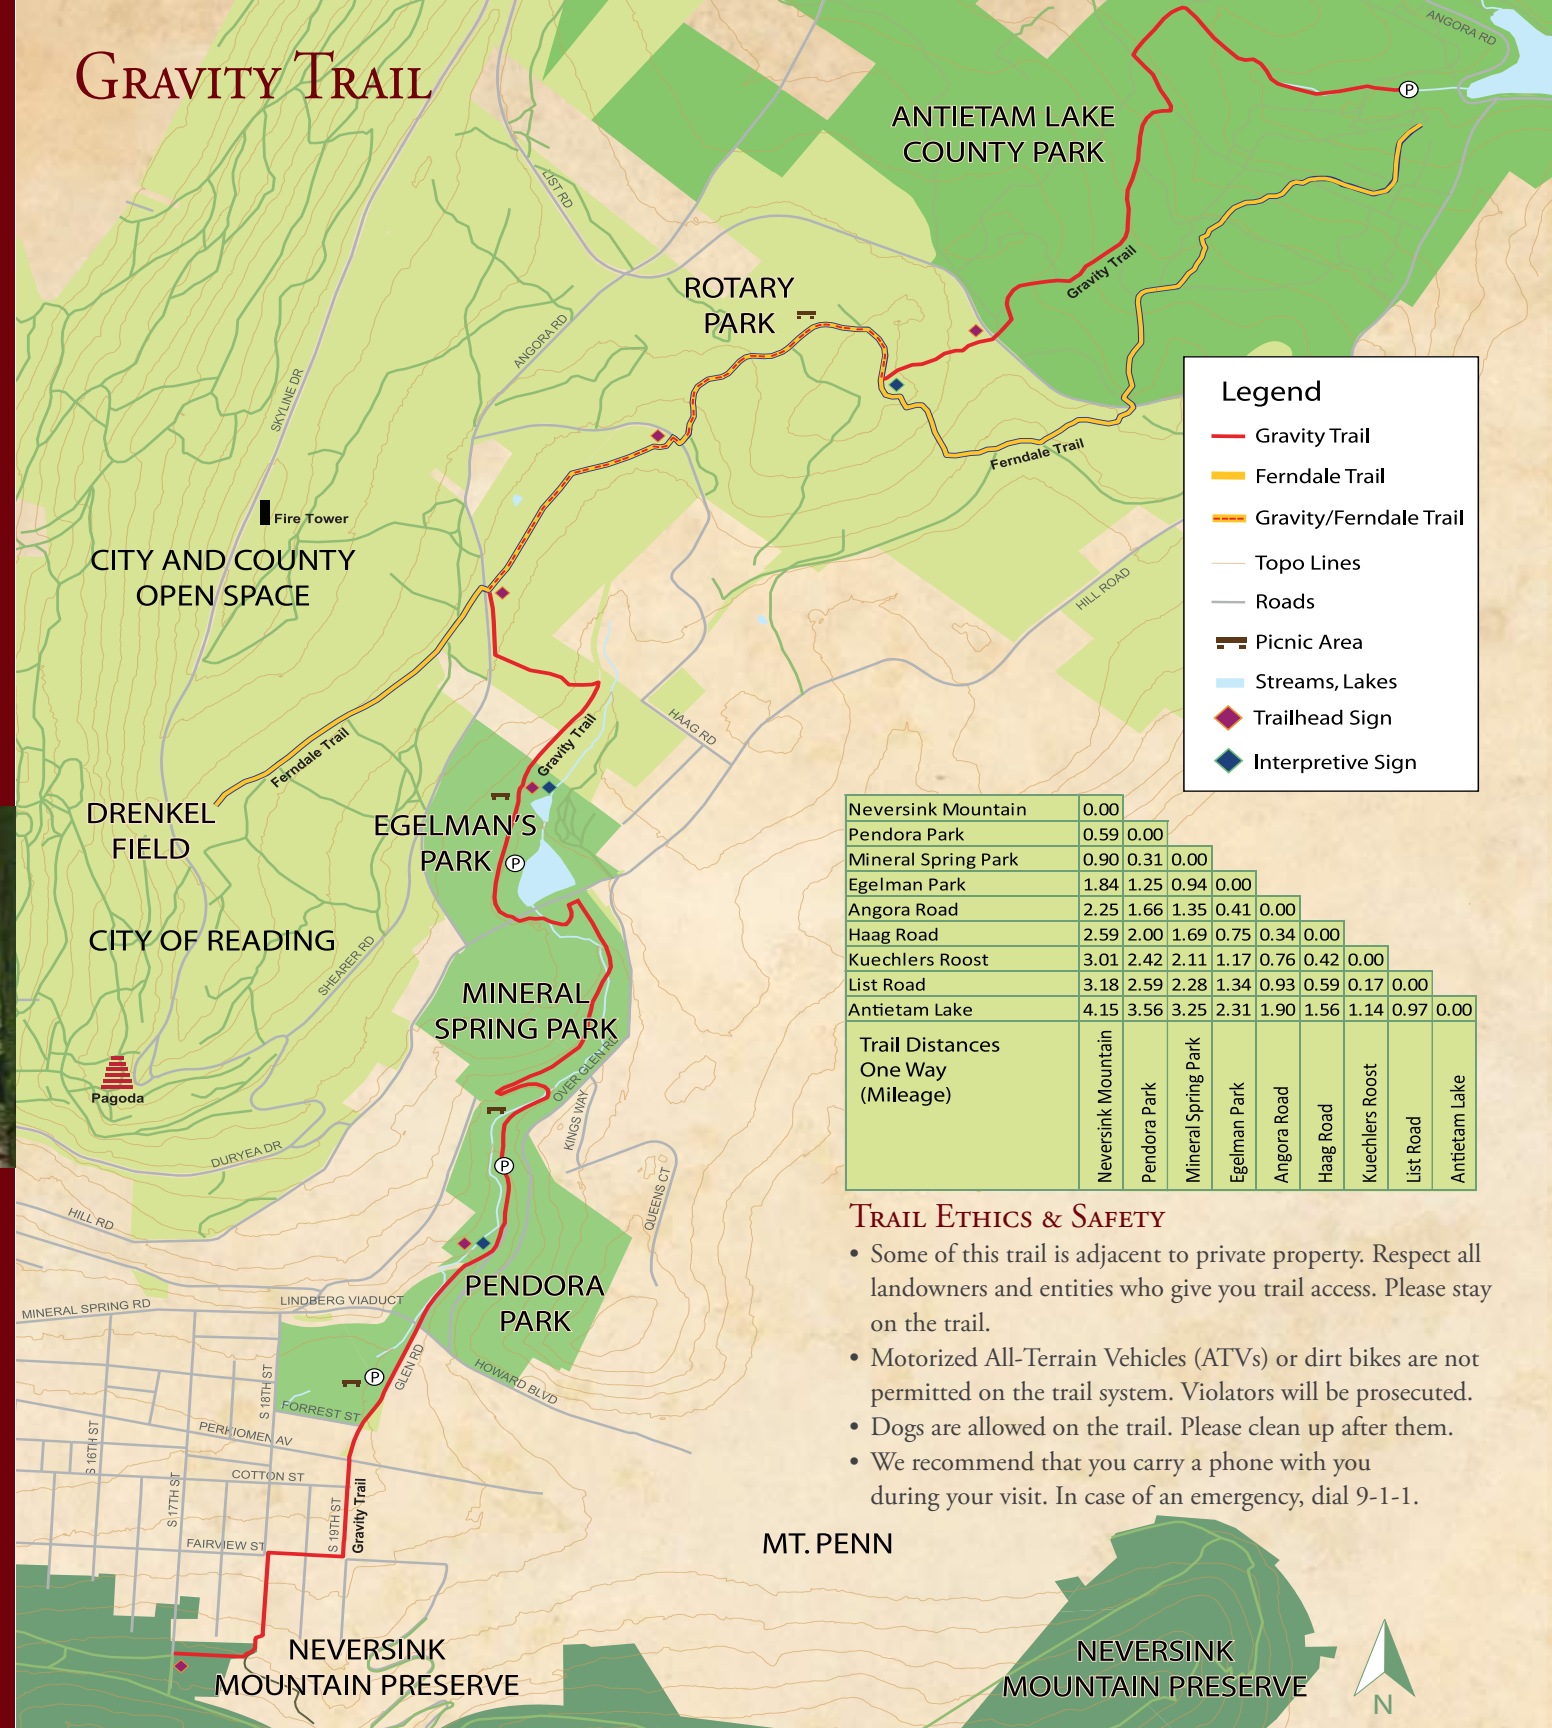 GRAVITY TRAIL
ANGORA RD
P
ANTIETAM LAKE
COUNTY PARK
LIST RD
Gravity Trail
ROTARY
PARK
ANGORA RD
SKYLINE DR
Ferndale Trail
Legend
Gravity Trail
Ferndale Trail
Gravity/Ferndale Trail
Topo Lines
Roads
Picnic Area
Streams, Lakes
Trailhead Sign
Interpretive Sign
Fire Tower
CITY AND COUNTY
OPEN SPACE
HILL ROAD
HAAG RD
Gravity Trail
Ferndale Trail
DRENKEL
FIELD
EGELMAN'S
PARK
P
CITY OF READING
SHEARER RD
MINERAL
SPRING PARK
OVER GLEN RD
KINGS WAY
Pagoda
DURYEA DR
P
QUEENS CT
HILL RD
PENDORA
PARK
LINDBERG VIADUCT
MINERAL SPRING RD
GLEN RD
HOWARD BLVD
P
S 18TH ST
FORREST ST
PERKIOMEN AV
S 16TH ST
COTTON ST
S 17TH ST
S 19TH ST
Gravity Trail
FAIRVIEW ST
NEVERSINK
MOUNTAIN PRESERVE
Neversink Mountain 0.00
Pendora Park 0.59 0.00
Mineral Spring Park 0.90 0.31 0.00
Egelman Park 1.84 1.25 0.94 0.00
Angora Road 2.25 1.66 1.35 0.41 0.00
Haag Road 2.59 2.00 1.69 0.75 0.34 0.00
Kuechlers Roost 3.01 2.42 2.11 1.17 0.76 0.42 0.00
List Road 3.18 2.59 2.28 1.34 0.93 0.59 0.17 0.00
Antietam Lake 4.15 3.56 3.25 2.31 1.90 1.56 1.14 0.97 0.00
Trail Distances
One Way
(Mileage)
Neversink Mountain
Pendora Park
Mineral Spring Park
Egelman Park
Angora Road
Haag Road
Kuechlers Roost
List Road
Antietam Lake
TRAIL ETHICS & SAFETY
• Some of this trail is adjacent to private property. Respect all
landowners and entities who give you trail access. Please stay
on the trail.
• Motorized All-Terrain Vehicles (ATVs) or dirt bikes are not
permitted on the trail system. Violators will be prosecuted.
• Dogs are allowed on the trail. Please clean up after them.
• We recommend that you carry a phone with you
during your visit. In case of an emergency, dial 9-1-1.
MT. PENN
NEVERSINK
MOUNTAIN PRESERVE
N